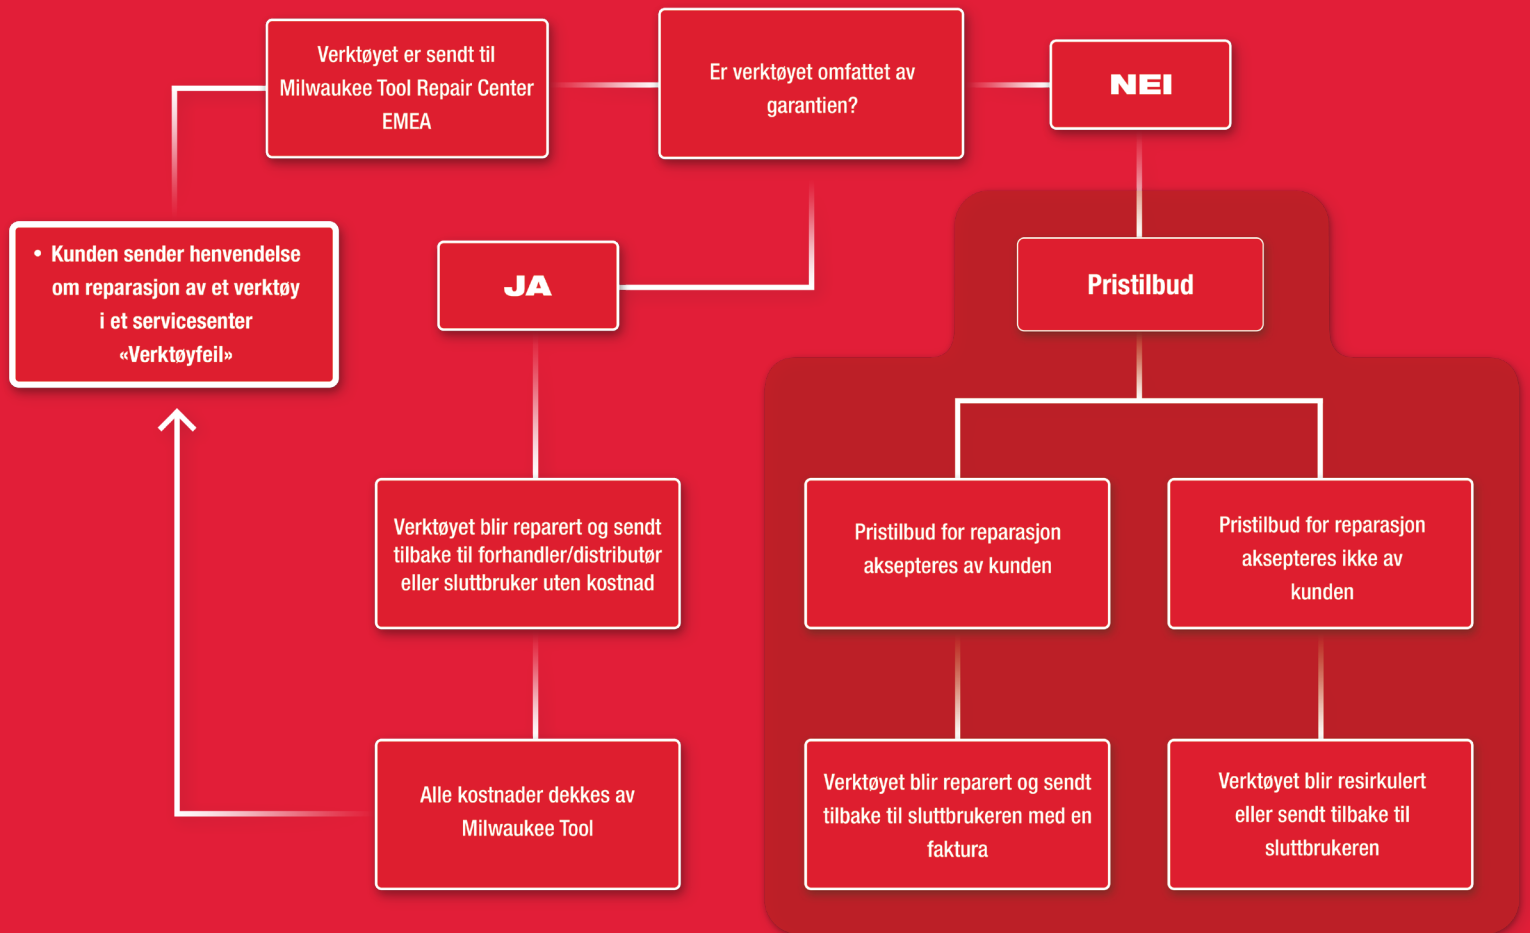 Verktøyet er sendt til
Milwaukee Tool Repair Center
EMEA
Er verktøyet omfattet av
garantien?
NEI
• Kunden sender henvendelse
om reparasjon av et verktøy
i et servicesenter
«Verktøyfeil»
JA
Pristilbud
Verktøyet blir reparert og sendt
tilbake til forhandler/distributør
eller sluttbruker uten kostnad
Pristilbud for reparasjon
aksepteres av kunden
Pristilbud for reparasjon
aksepteres ikke av
kunden
Alle kostnader dekkes av
Milwaukee Tool
Verktøyet blir reparert og sendt
tilbake til sluttbrukeren med en
faktura
Verktøyet blir resirkulert
eller sendt tilbake til
sluttbrukeren